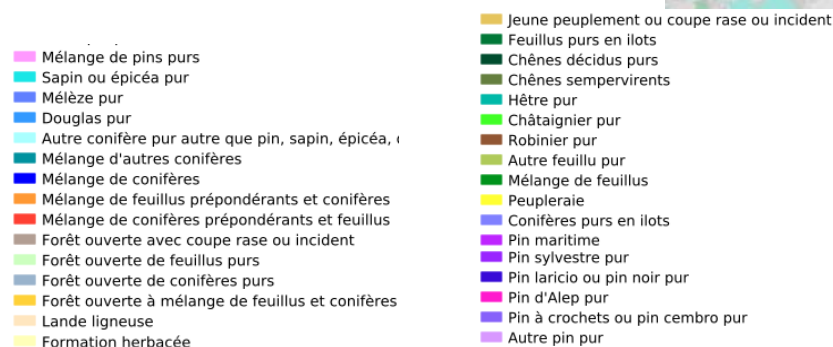 Mélange de pins purs
Sapin ou épicéa pur
Mélèze pur
Douglas pur
Autre conifère pur autre que pin, sapin, épicéa,
Mélange d'autres conifères
Mélange de conifères
Mélange de feuillus prépondérants et conifères
Mélange de conifères prépondérants et feuillus
Forêt ouverte avec coupe rase ou incident
Forêt ouverte de feuillus purs
Forêt ouverte de conifères purs
Forêt ouverte à mélange de feuillus et conifères
Lande ligneuse
Formation herbacée
Jeune peuplement ou coupe rase ou incident
Feuillus purs en ilots
Chênes décidus purs
Chênes sempervirents
Hêtre pur
Châtaignier pur
Robinier pur
Autre feuillu pur
Mélange de feuillus
Peupleraie
Conifères purs en ilots
Pin maritime
Pin sylvestre pur
Pin laricio ou pin noir pur
Pin d'Alep pur
Pin à crochets ou pin cembro pur
Autre pin pur